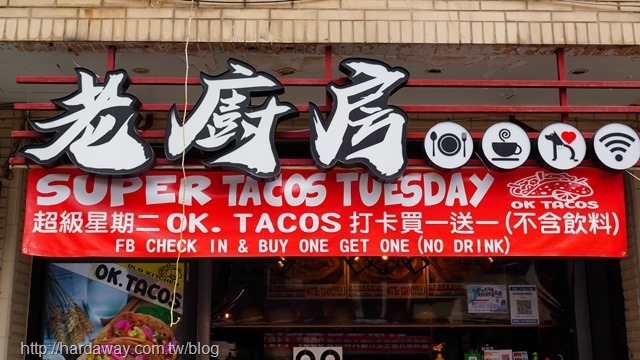 老廚房
SUPER TACOS TUESDAY
OK TACOS
超級星期二 OK. TACOS 打卡買一送一(不含飲料)
FB CHECK IN & BUY ONE GET ONE (NO DRINK)
OLD KITCHEN
OK.TACOS
http://hardaway.com.tw/blog